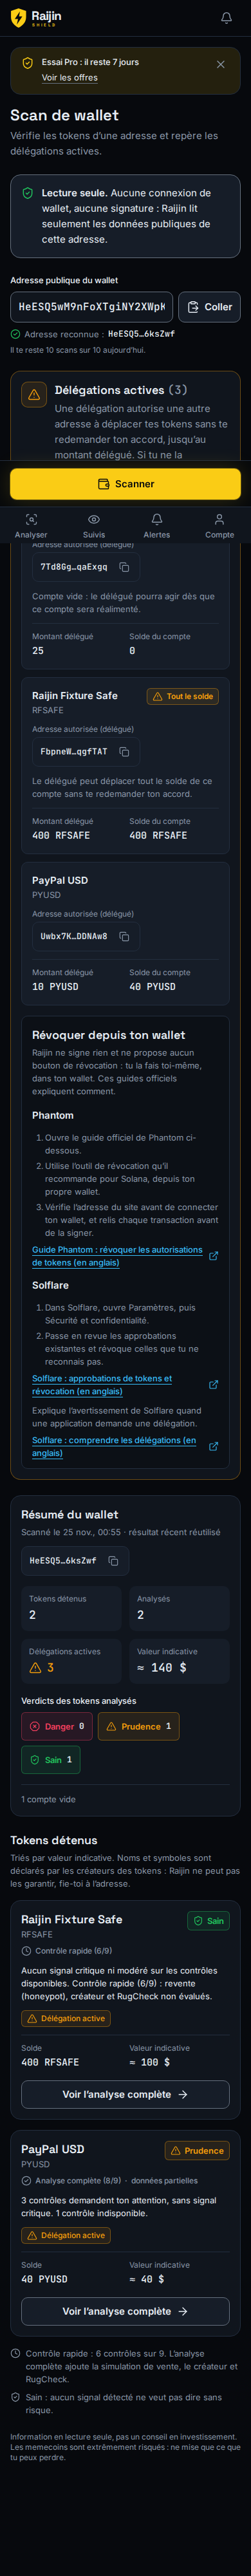 Raijin
SHIELD
Essai Pro : il reste 7 jours
Voir les offres
Scan de wallet
Vérifie les tokens d’une adresse et repère les
délégations actives.
Lecture seule. Aucune connexion de
wallet, aucune signature : Raijin lit
seulement les données publiques de
cette adresse.
Adresse publique du wallet
HeESQ5wM9nFoXTgiNY2XWpK
Coller
Adresse reconnue : HeESQ5…6ksZwf
Il te reste 10 scans sur 10 aujourd’hui.
Délégations actives (3)
Une délégation autorise une autre
adresse à déplacer tes tokens sans te
redemander ton accord, jusqu’au
montant délégué. Si tu ne la
Scanner
Analyser
Suivis
Alertes
Compte
Adresse autorisée (délégué)
7Td8Gg…qaExgq
Compte vide : le délégué pourra agir dès que
ce compte sera réalimenté.
Montant délégué
Solde du compte
25
0
Raijin Fixture Safe
Tout le solde
RFSAFE
Adresse autorisée (délégué)
FbpneW…qgfTAT
Le délégué peut déplacer tout le solde de ce
compte sans te redemander ton accord.
Montant délégué
Solde du compte
400 RFSAFE
400 RFSAFE
PayPal USD
PYUSD
Adresse autorisée (délégué)
Uwbx7K…DDNAw8
Montant délégué
Solde du compte
10 PYUSD
40 PYUSD
Révoquer depuis ton wallet
Raijin ne signe rien et ne propose aucun
bouton de révocation : tu la fais toi-même,
dans ton wallet. Ces guides officiels
expliquent comment.
Phantom
1. Ouvre le guide officiel de Phantom ci-
dessous.
2. Utilise l’outil de révocation qu’il
recommande pour Solana, depuis ton
propre wallet.
3. Vérifie l’adresse du site avant de connecter
ton wallet, et relis chaque transaction avant
de la signer.
Guide Phantom : révoquer les autorisations
de tokens (en anglais)
Solflare
1. Dans Solflare, ouvre Paramètres, puis
Sécurité et confidentialité.
2. Passe en revue les approbations
existantes et révoque celles que tu ne
reconnais pas.
Solflare : approbations de tokens et
révocation (en anglais)
Explique l’avertissement de Solflare quand
une application demande une délégation.
Solflare : comprendre les délégations (en
anglais)
Résumé du wallet
Scanné le 25 nov., 00:55 · résultat récent réutilisé
HeESQ5…6ksZwf
Tokens détenus
Analysés
2
2
Délégations actives
Valeur indicative
3
≈ 140 $
Verdicts des tokens analysés
Danger 0
Prudence 1
Sain 1
1 compte vide
Tokens détenus
Triés par valeur indicative. Noms et symboles sont
déclarés par les créateurs des tokens : Raijin ne peut pas
les garantir, fie-toi à l’adresse.
Raijin Fixture Safe
Sain
RFSAFE
Contrôle rapide (6/9)
Aucun signal critique ni modéré sur les contrôles
disponibles. Contrôle rapide (6/9) : revente
(honeypot), créateur et RugCheck non évalués.
Délégation active
Solde
Valeur indicative
400 RFSAFE
≈ 100 $
Voir l’analyse complète
PayPal USD
Prudence
PYUSD
Analyse complète (8/9) · données partielles
3 contrôles demandent ton attention, sans signal
critique. 1 contrôle indisponible.
Délégation active
Solde
Valeur indicative
40 PYUSD
≈ 40 $
Voir l’analyse complète
Contrôle rapide : 6 contrôles sur 9. L’analyse
complète ajoute la simulation de vente, le créateur et
RugCheck.
Sain : aucun signal détecté ne veut pas dire sans
risque.
Information en lecture seule, pas un conseil en investissement.
Les memecoins sont extrêmement risqués : ne mise que ce que
tu peux perdre.